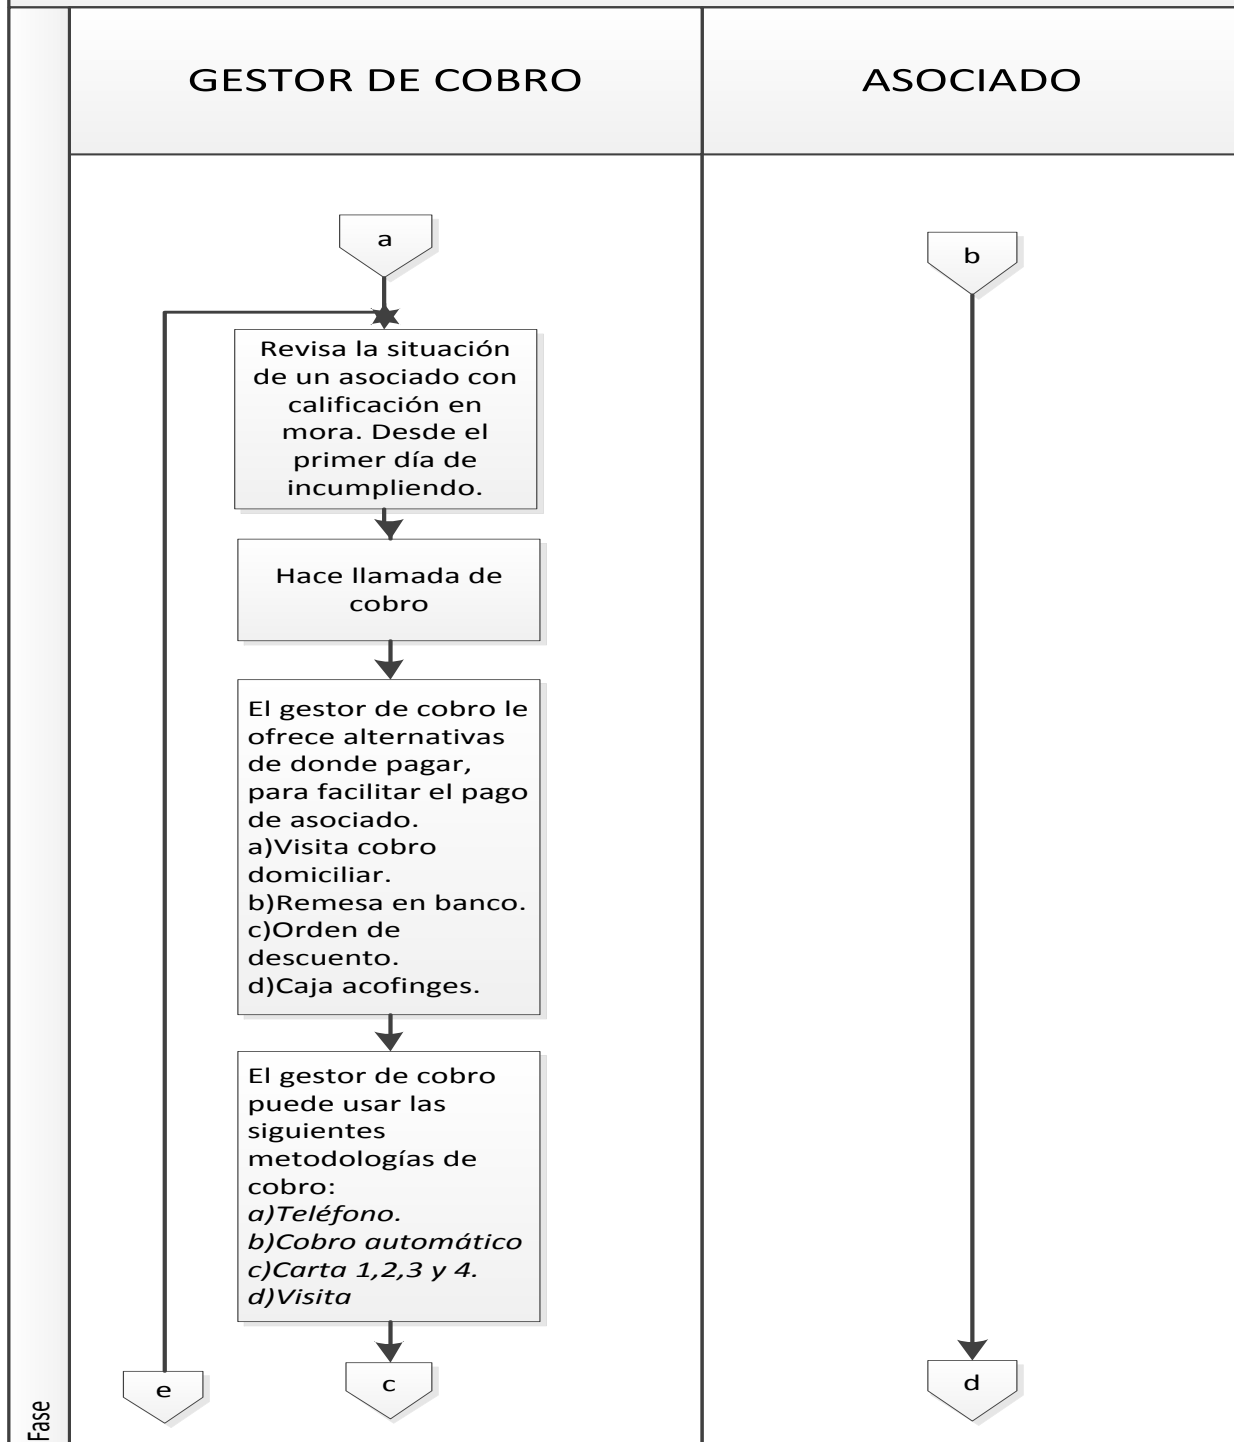 GESTOR DE COBRO
ASOCIADO
a
b
Revisa la situación
de un asociado con
calificación en
mora. Desde el
primer día de
incumpliendo.
Hace llamada de
cobro
El gestor de cobro le
ofrece alternativas
de donde pagar,
para facilitar el pago
de asociado.
a)Visita cobro
domiciliar.
b)Remesa en banco.
c)Orden de
descuento.
d)Caja acofinges.
El gestor de cobro
puede usar las
siguientes
metodologías de
cobro:
a)Teléfono.
b)Cobro automático
c)Carta 1,2,3 y 4.
d)Visita
e
c
d
Fase